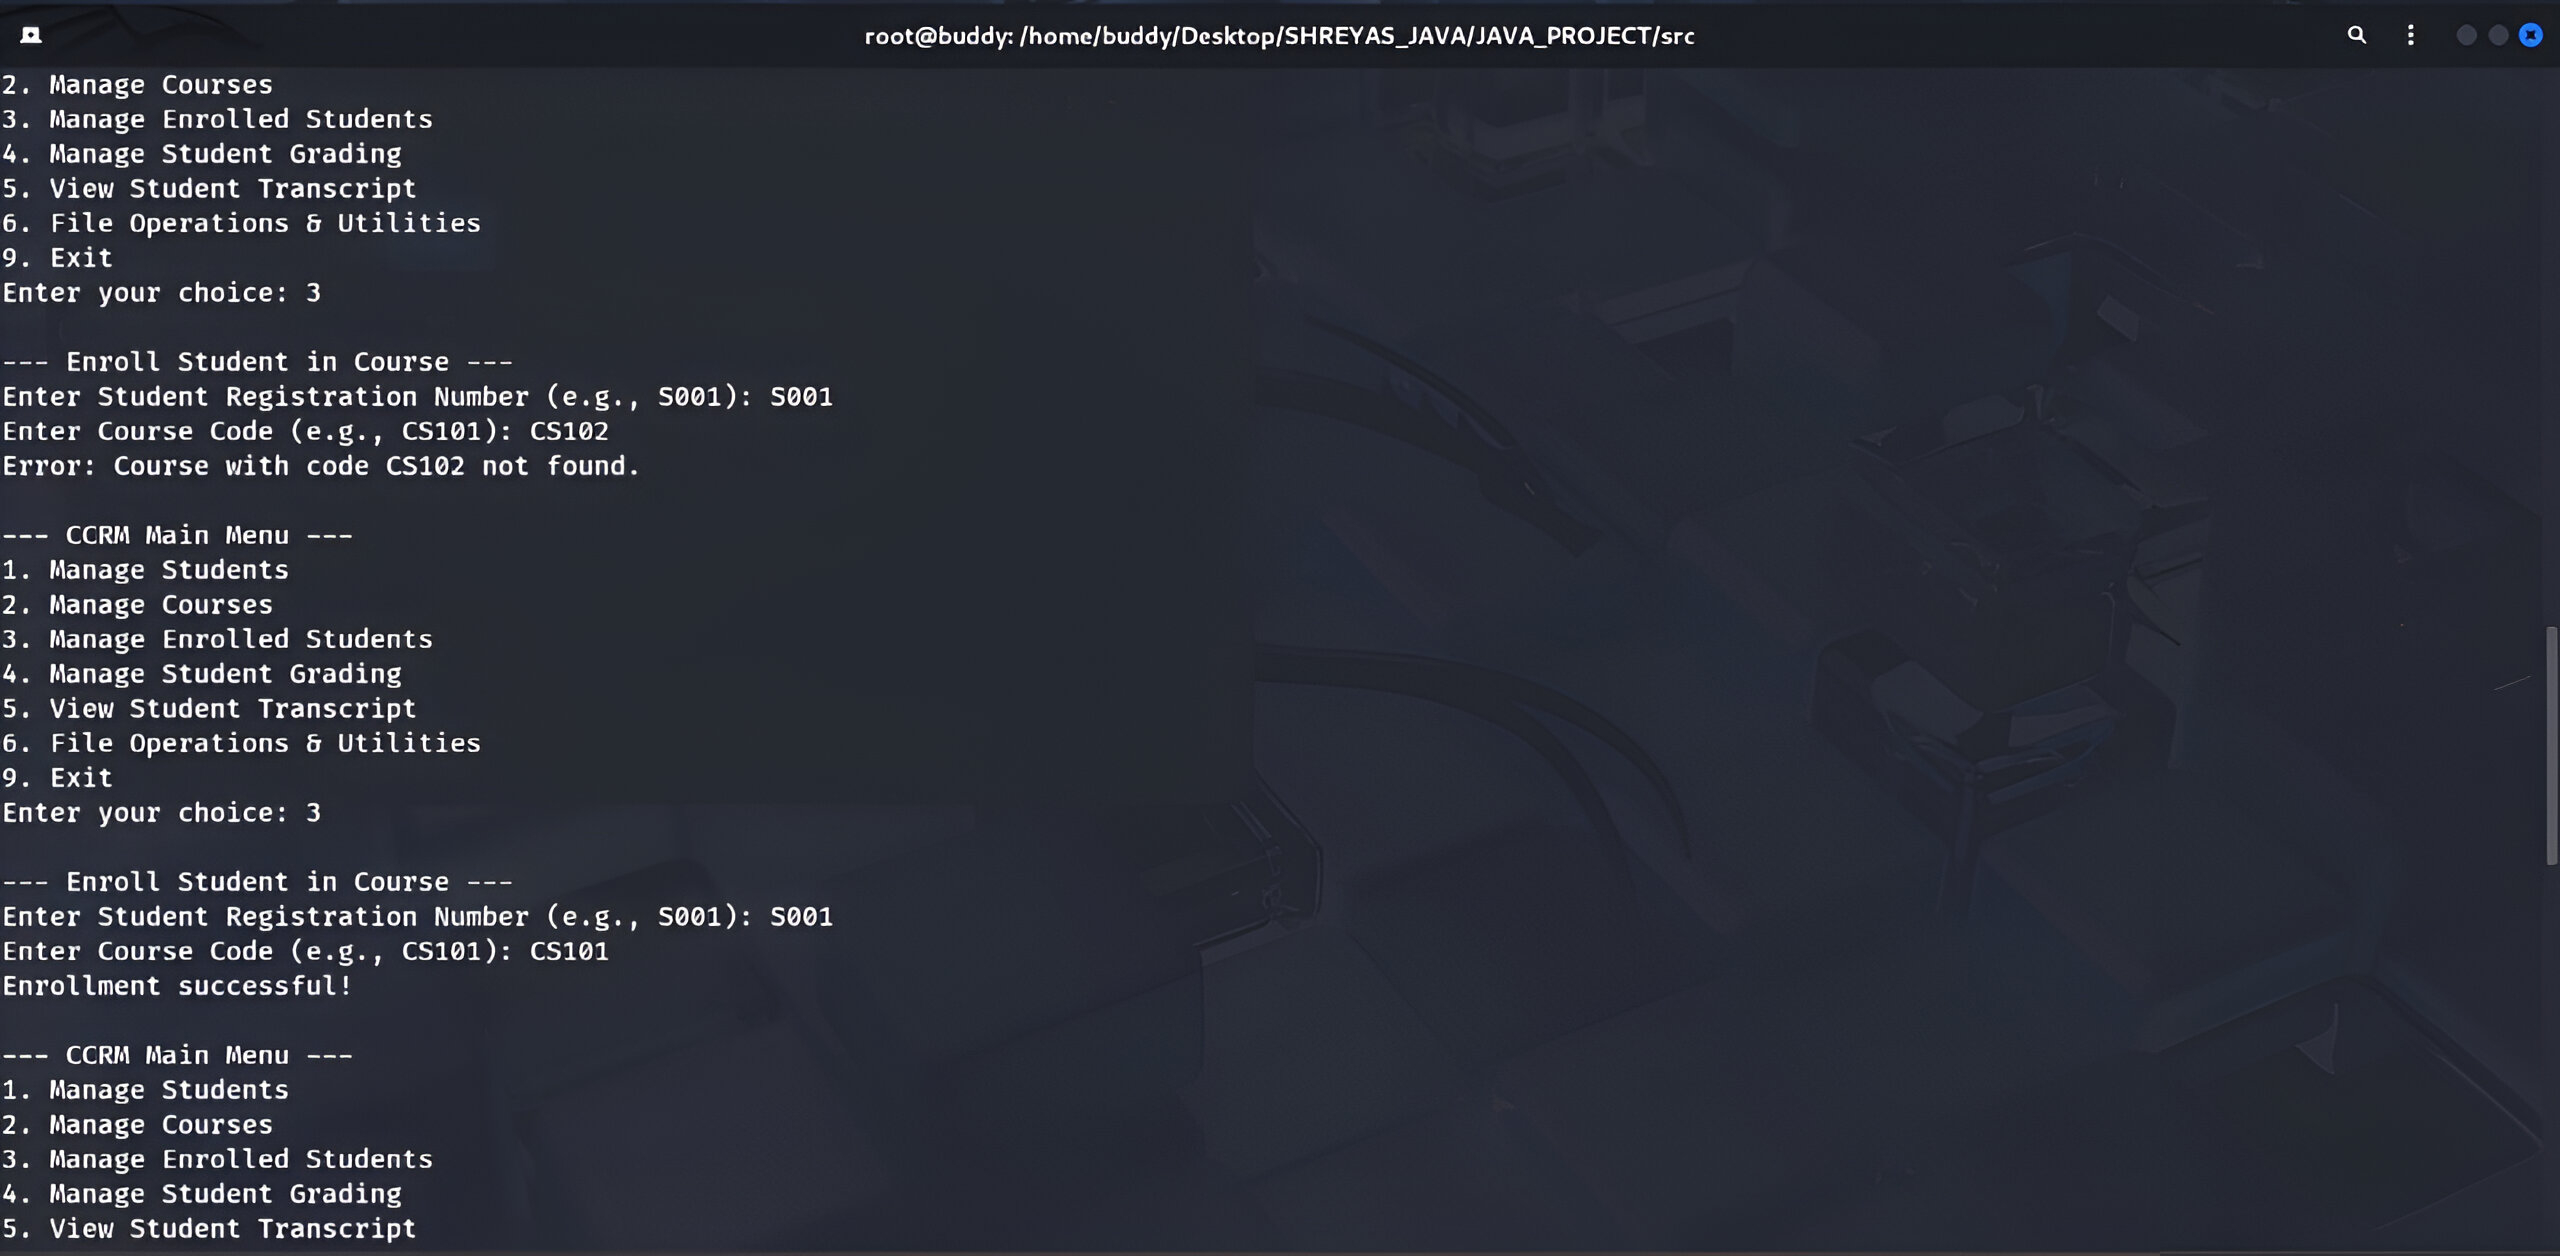 root@buddy: /home/buddy/Desktop/SHREYAS_JAVA/JAVA_PROJECT/src
2. Manage Courses
3. Manage Enrolled Students
4. Manage Student Grading
5. View Student Transcript
6. File Operations & Utilities
9. Exit
Enter your choice: 3
--- Enroll Student in Course ---
Enter Student Registration Number (e.g., S001): S001
Enter Course Code (e.g., CS101): CS102
Error: Course with code CS102 not found.
--- CCRM Main Menu ---
1. Manage Students
2. Manage Courses
3. Manage Enrolled Students
4. Manage Student Grading
5. View Student Transcript
6. File Operations & Utilities
9. Exit
Enter your choice: 3
--- Enroll Student in Course ---
Enter Student Registration Number (e.g., S001): S001
Enter Course Code (e.g., CS101): CS101
Enrollment successful!
--- CCRM Main Menu ---
1. Manage Students
2. Manage Courses
3. Manage Enrolled Students
4. Manage Student Grading
5. View Student Transcript